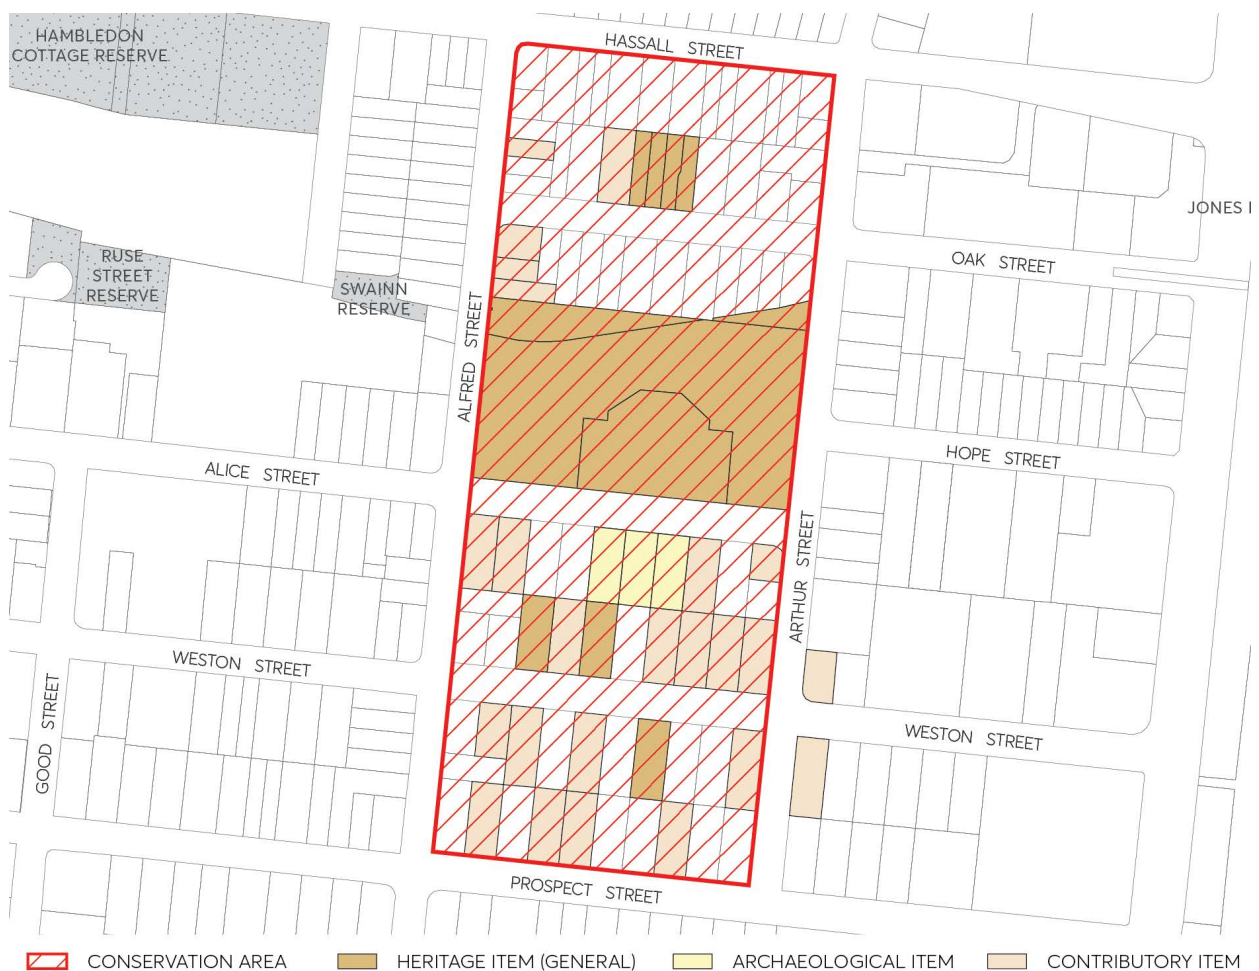 HASSALL STREET
HAMBLEDON
COTTAGE RESERVE
JONES
RUSE
STREET
RESERVE
OAK STREET
SWAINN
RESERVE
ALFRED STREET
ALICE STREET
HOPE STREET
ARTHUR STREET
WESTON STREET
GOOD STREET
WESTON STREET
PROSPECT STREET
CONSERVATION AREA
HERITAGE ITEM (GENERAL)
ARCHAEOLOGICAL ITEM
CONTRIBUTORY ITEM